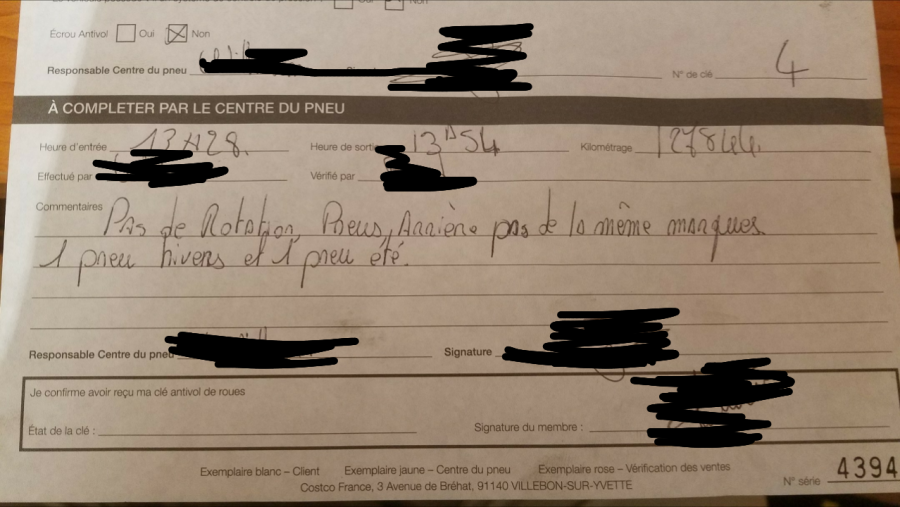 Écrou Antivol Oui Non
Responsable Centre du pneu N° de clé 4
À COMPLETER PAR LE CENTRE DU PNEU
Heure d'entrée 13H28. Heure de sortie 13h54 Kilométrage 127844
Effectué par Vérifié par
Commentaires Pas de Rotation, Pneus Arrière pas de la même marques.
1 pneu hivers et 1 pneu été.
Responsable Centre du pneu Signature
Je confirme avoir reçu ma clé antivol de roues
État de la clé : Signature du membre :
Exemplaire blanc – Client Exemplaire jaune – Centre du pneu Exemplaire rose – Vérification des ventes
Costco France, 3 Avenue de Bréhat, 91140 VILLEBON-SUR-YVETTE N° série 4394